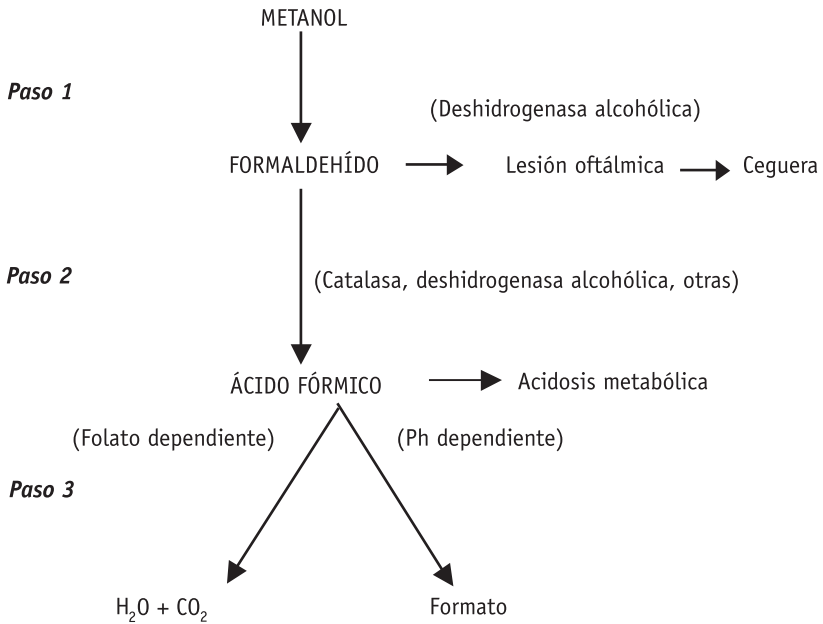 METANOL
Paso 1
(Deshidrogenasa alcohólica)
FORMALDEHÍDO
Lesión oftálmica
Ceguera
Paso 2
(Catalasa, deshidrogenasa alcohólica, otras)
ÁCIDO FÓRMICO
Acidosis metabólica
(Folato dependiente)
(Ph dependiente)
Paso 3
H₂O + CO₂
Formato